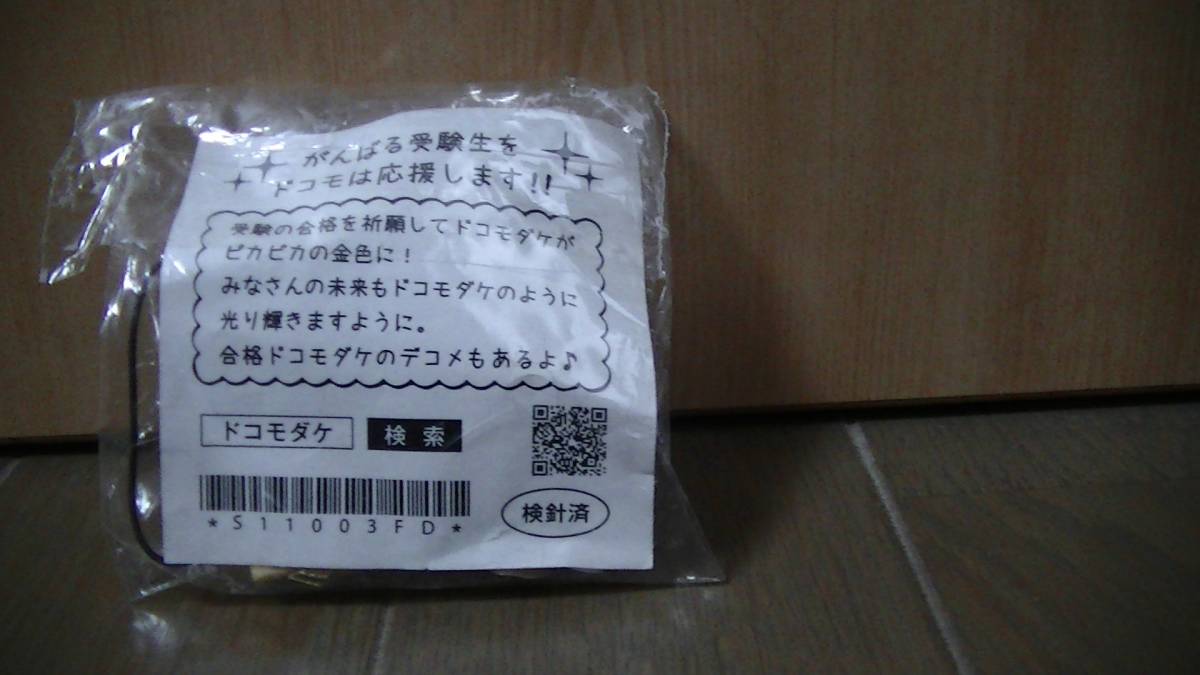 がんばる受験生を
ドコモは応援します!!
受験の合格を祈願してドコモダケが
ピカピカの金色に!
みなさんの未来もドコモダケのように
光り輝きますように。
合格ドコモダケのデコメもあるよ♪
ドコモダケ 検索
*S11003FD*
検針済